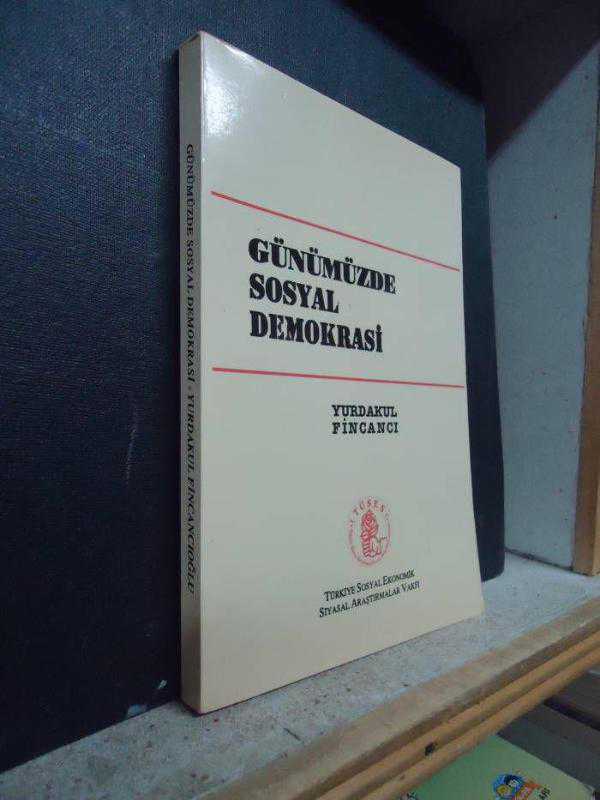 GÜNÜMÜZDE SOSYAL DEMOKRASİ - YURDAKUL FİNCANCIOĞLU
GÜNÜMÜZDE
SOSYAL
DEMOKRASİ
YURDAKUL
FİNCANCI
TÜSES
TÜRKİYE SOSYAL EKONOMİK
SİYASAL ARAŞTIRMALAR VAKFI